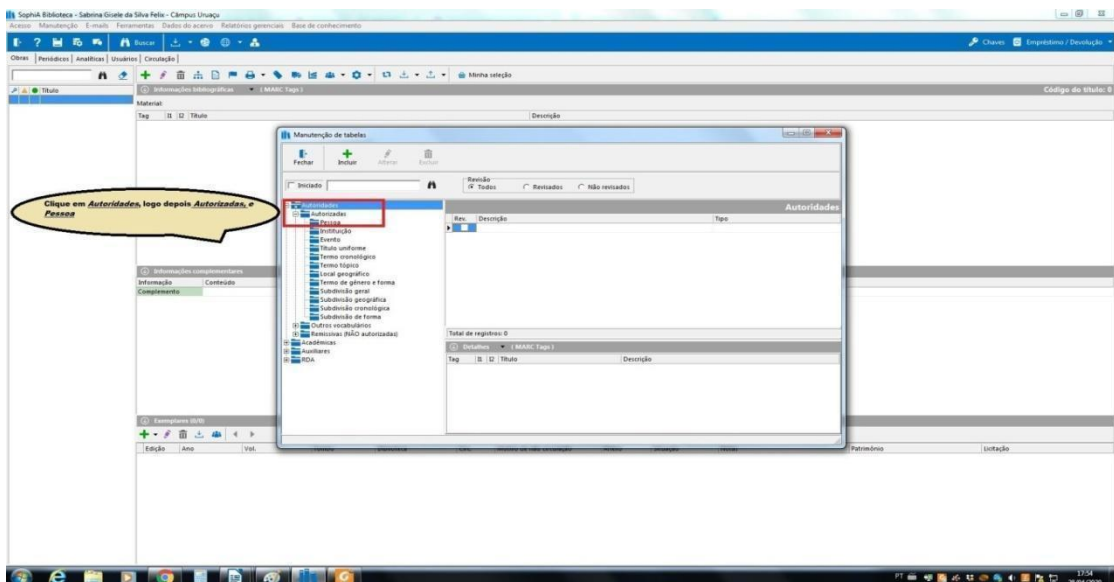 SophiA Biblioteca - Sabrina Gisele da Silva Felix - Câmpus Uruaçu
Acesso Manutenção E-mails Ferramentas Dados do acervo Relatórios gerenciais Base de conhecimento
Buscar
Chaves Empréstimo / Devolução
Obras Periódicos Analíticas Usuários Circulação
Minha seleção
Título
Informações bibliográficas (MARC Tags)
Código do título: 0
Material:
Tag I1 I2 Título Descrição
Manutenção de tabelas
Fechar Incluir Alterar Excluir
Iniciado
Revisão
Todos Revisados Não revisados
Clique em Autoridades, logo depois Autorizadas, e
Pessoa
Autoridades
Autorizadas
Pessoa
Instituição
Evento
Título uniforme
Termo cronológico
Termo tópico
Local geográfico
Termo de gênero e forma
Subdivisão geral
Subdivisão geográfica
Subdivisão cronológica
Subdivisão de forma
Outros vocabulários
Remissivas (NÃO autorizadas)
Acadêmicas
Auxiliares
RDA
Autoridades
Rev. Descrição Tipo
Total de registros: 0
Detalhes (MARC Tags)
Tag I1 I2 Título Descrição
Informações complementares
Informação Conteúdo
Complemento
Exemplares (0/0)
Edição Ano Vol. Patrimônio Licitação
PT 17:54